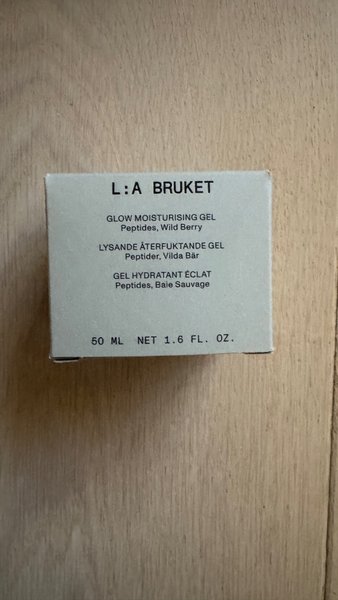 L:A BRUKET
GLOW MOISTURISING GEL
Peptides, Wild Berry
LYSANDE ÅTERFUKTANDE GEL
Peptider, Vilda Bär
GEL HYDRATANT ÉCLAT
Peptides, Baie Sauvage
50 ML NET 1.6 FL. OZ.